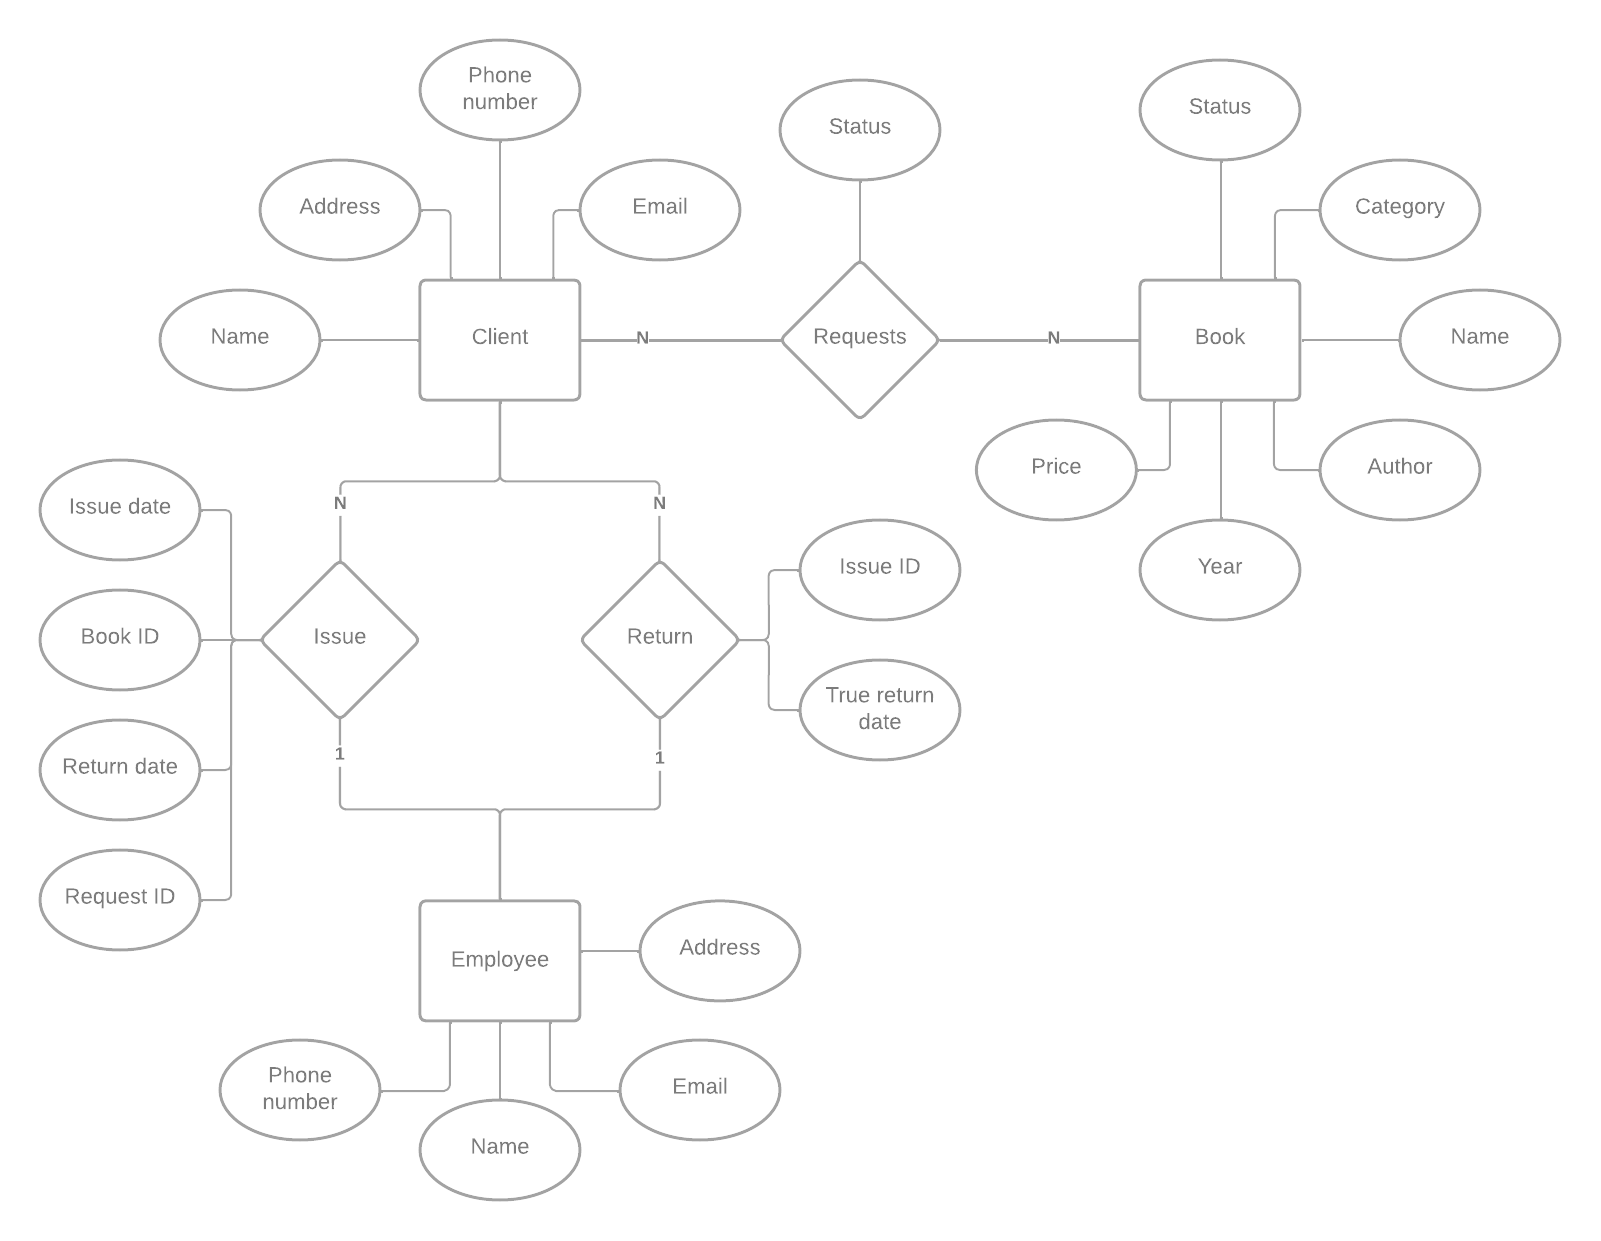 Phone
number
Status
Status
Address
Email
Category
Name
Client
N
Requests
N
Book
Name
Price
Author
Issue date
N
N
Issue ID
Year
Book ID
Issue
Return
True return
date
Return date
1
1
Request ID
Employee
Address
Phone
number
Email
Name